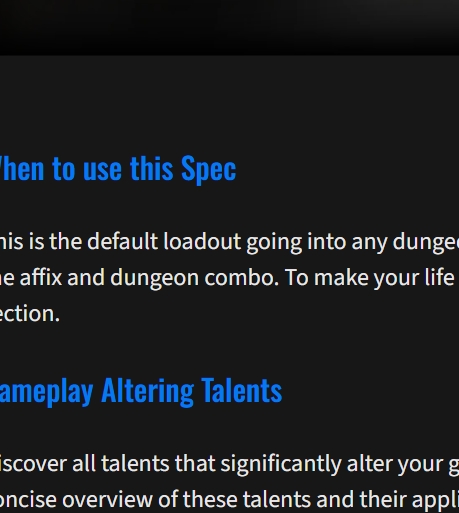 When to use this Spec
his is the default loadout going into any dunge
e affix and dungeon combo. To make your life
ection.
ameplay Altering Talents
iscover all talents that significantly alter your g
oncise overview of these talents and their appli